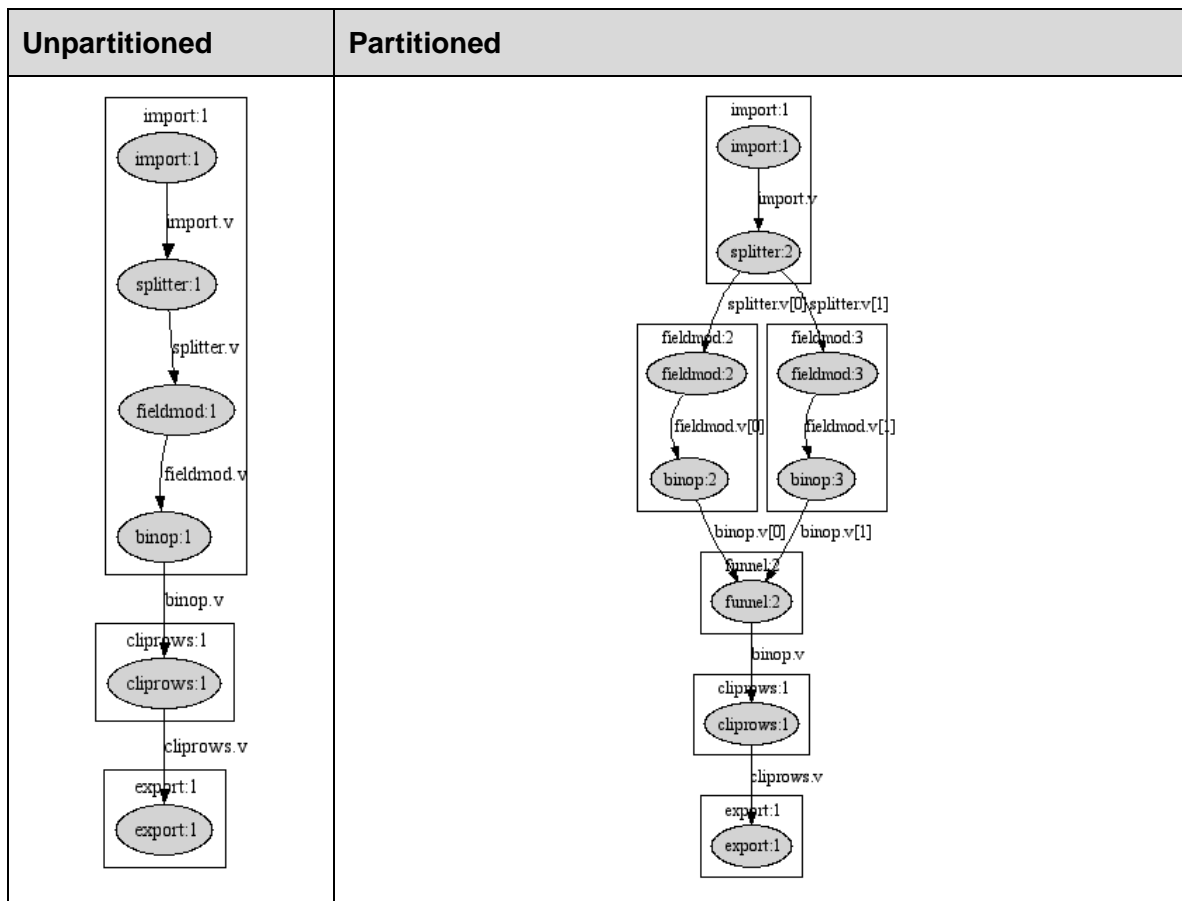 Unpartitioned
import:1
import:1
import.v
splitter:1
splitter.v
fieldmod:1
fieldmod.v
binop:1
binop.v
cliprows:1
cliprows:1
cliprows.v
export:1
export:1
Partitioned
import:1
import:1
import.v
splitter:2
splitter.v[0] splitter.v[1]
fieldmod:2 fieldmod:3
fieldmod:2 fieldmod:3
fieldmod.v[0] fieldmod.v[1]
binop:2 binop:3
binop.v[0] binop.v[1]
funnel:2
funnel:2
binop.v
cliprows:1
cliprows:1
cliprows.v
export:1
export:1